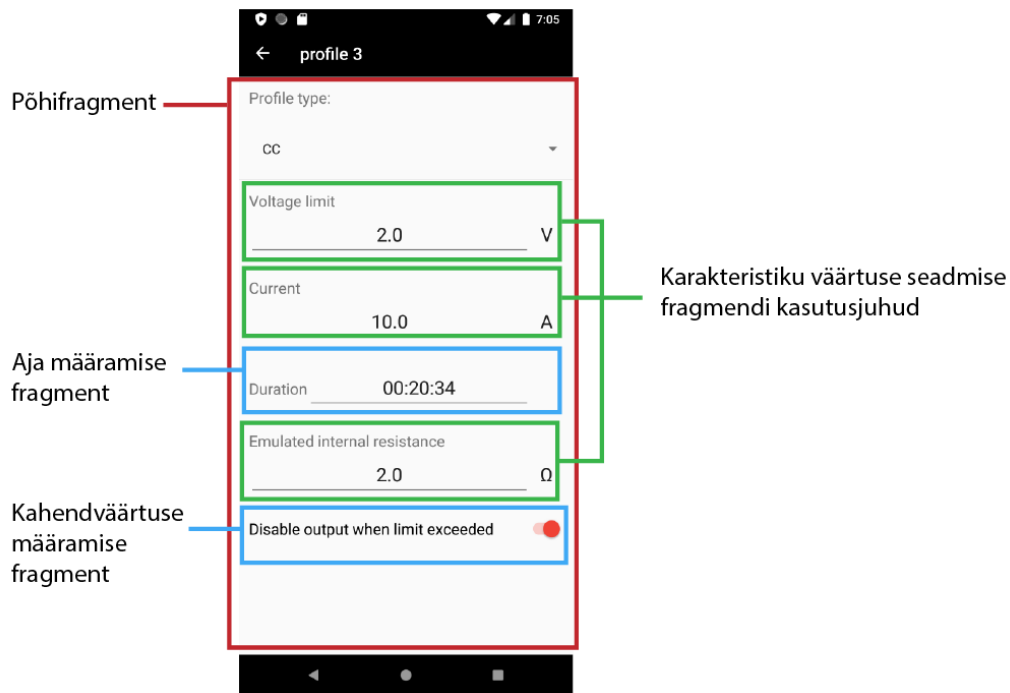 7:05
profile 3
Põhifragment
Profile type:
cc
Voltage limit
2.0 V
Karakteristiku väärtuse seadmise
fragmendi kasutusjuhud
Current
10.0 A
Aja määramise
fragment
Duration 00:20:34
Emulated internal resistance
2.0 Ω
Kahendväärtuse
määramise
fragment
Disable output when limit exceeded